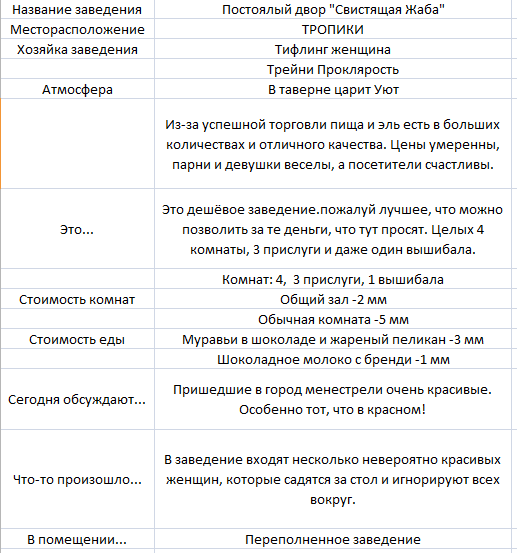 Название заведения Постоялый двор "Свистящая Жаба"
Месторасположение ТРОПИКИ
Хозяйка заведения Тифлинг женщина
Трейни Проклярость
Атмосфера В таверне царит Уют
Из-за успешной торговли пища и эль есть в больших
количествах и отличного качества. Цены умеренны,
парни и девушки веселы, а посетители счастливы.
Это...
Это дешёвое заведение.пожалуй лучшее, что можно
позволить за те деньги, что тут просят. Целых 4
комнаты, 3 прислуги и даже один вышибала.
Комнат: 4,  3 прислуги, 1 вышибала
Стоимость комнат Общий зал -2 мм
Обычная комната -5 мм
Стоимость еды Муравьи в шоколаде и жареный пеликан -3 мм
Шоколадное молоко с бренди -1 мм
Сегодня обсуждают...
Пришедшие в город менестрели очень красивые.
Особенно тот, что в красном!
Что-то произошло...
В заведение входят несколько невероятно красивых
женщин, которые садятся за стол и игнорируют всех
вокруг.
В помещении... Переполненное заведение